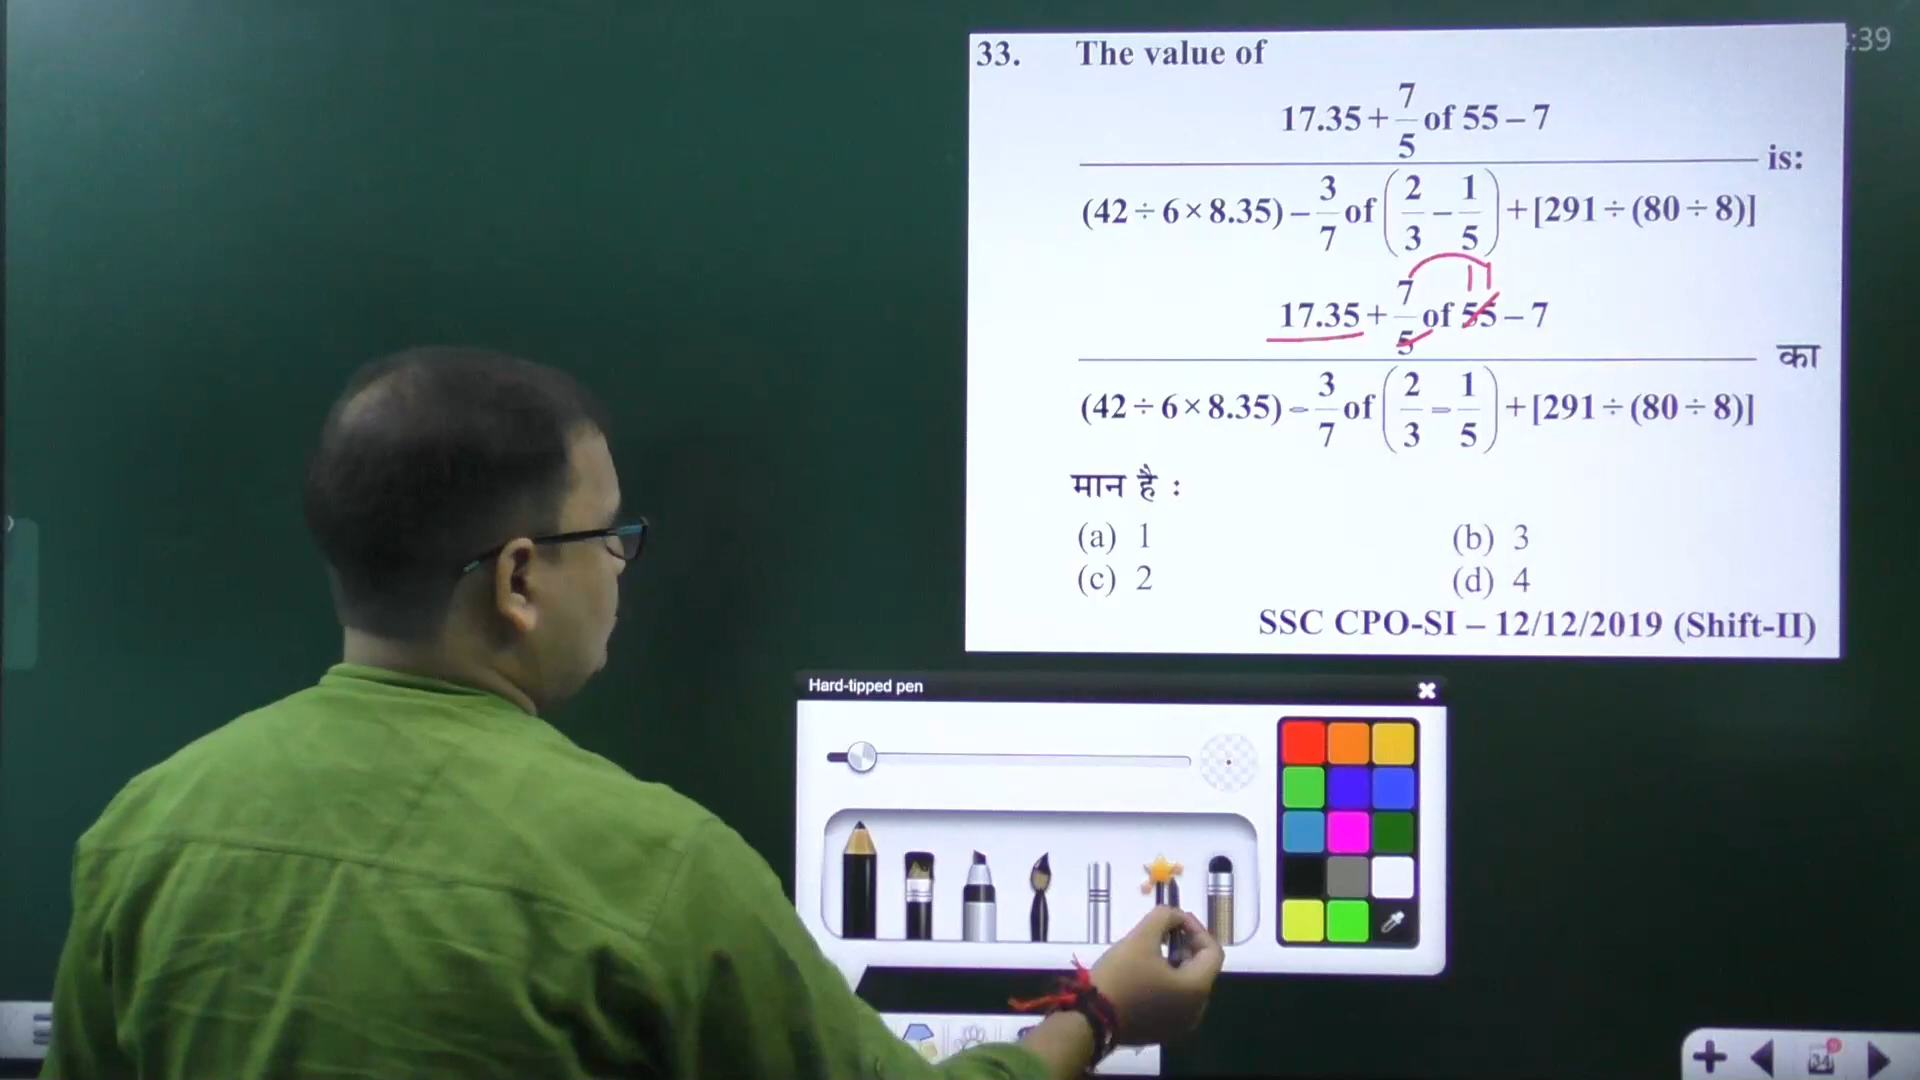 :39
33. The value of
17.35 + 7/5 of 55 – 7
is:
(42 ÷ 6 × 8.35) – 3/7 of (2/3 – 1/5) + [291 ÷ (80 ÷ 8)]
11
17.35 + 7/5 of 55 – 7
का
(42 ÷ 6 × 8.35) – 3/7 of (2/3 – 1/5) + [291 ÷ (80 ÷ 8)]
मान है :
(a) 1 (b) 3
(c) 2 (d) 4
SSC CPO-SI – 12/12/2019 (Shift-II)
Hard-tipped pen
34